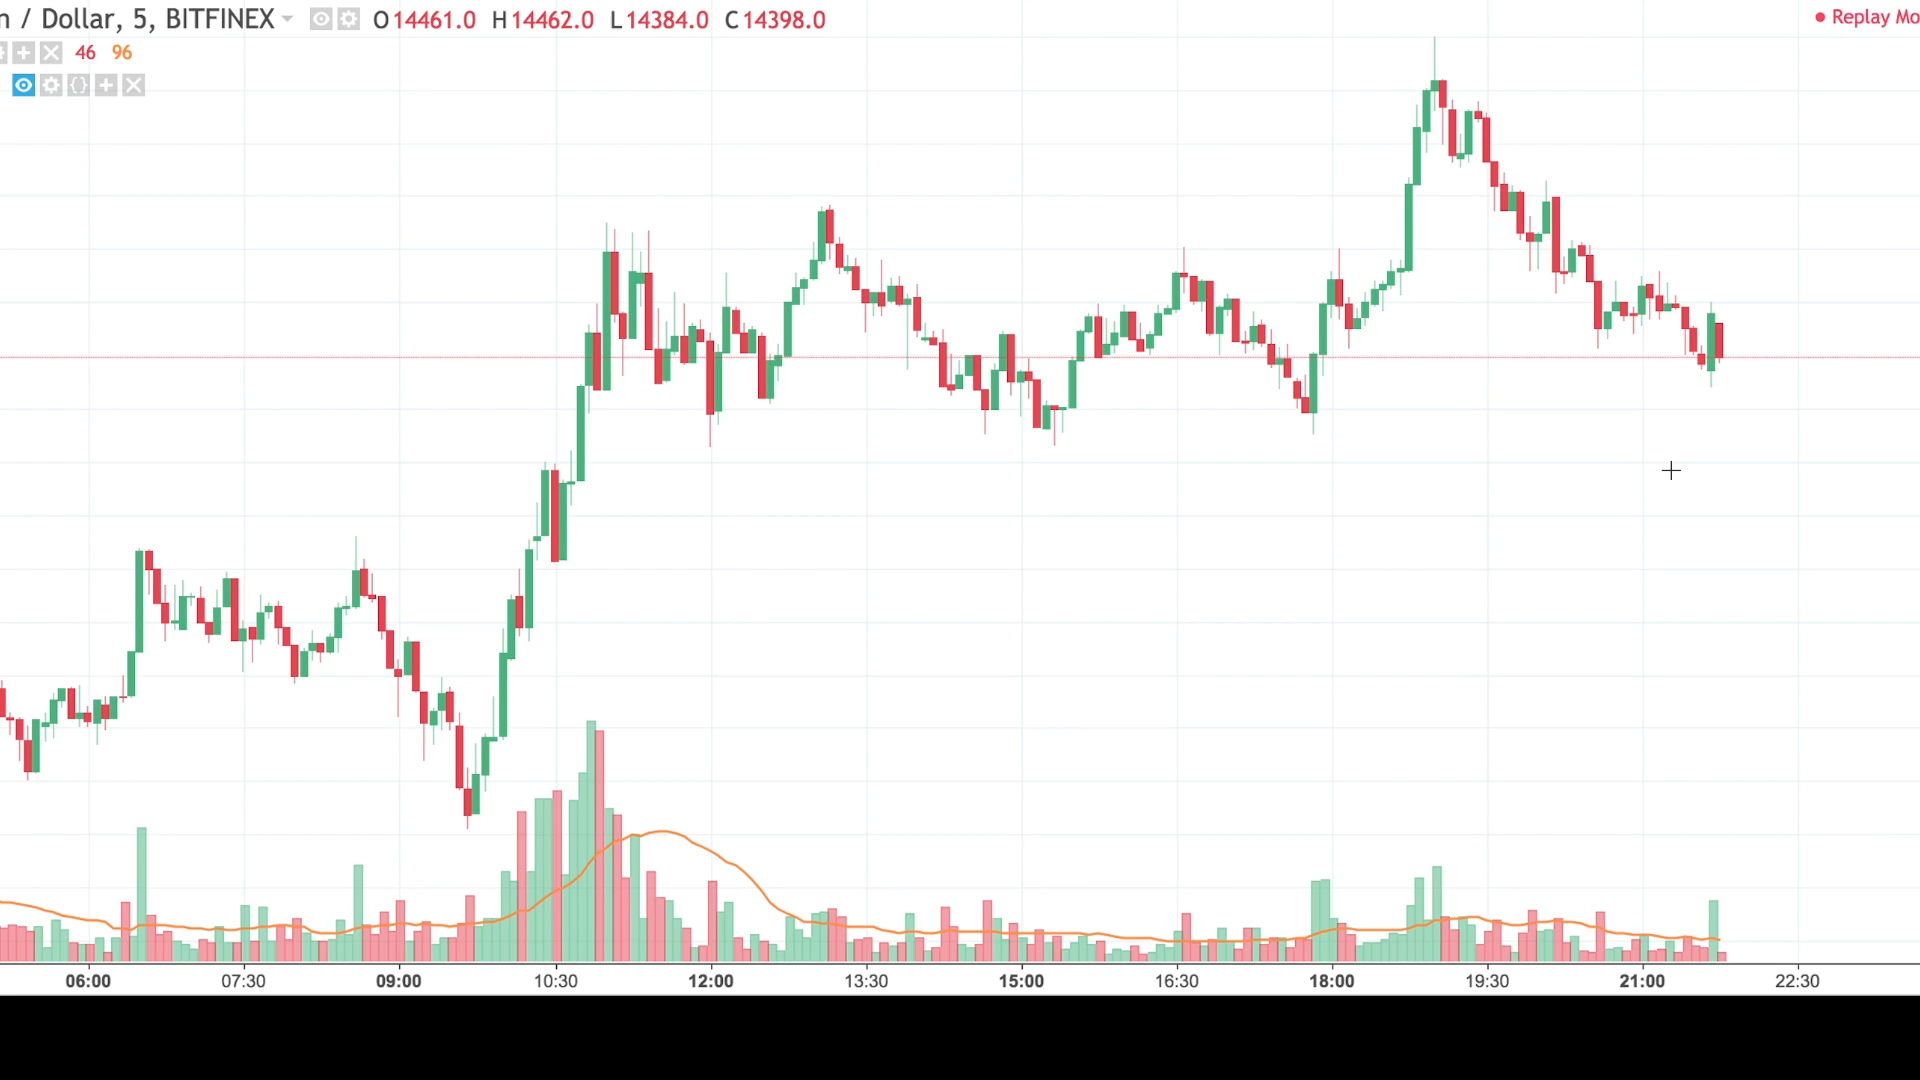 n / Dollar, 5, BITFINEX O14461.0 H14462.0 L14384.0 C14398.0 Replay Mo
46 96
06:00 07:30 09:00 10:30 12:00 13:30 15:00 16:30 18:00 19:30 21:00 22:30